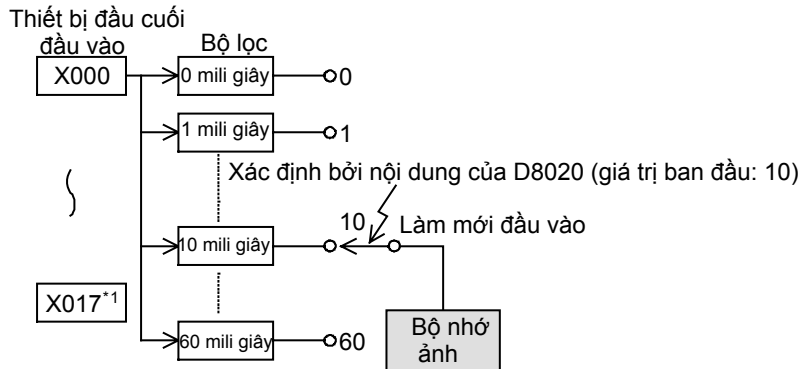 Thiết bị đầu cuối
đầu vào
Bộ lọc
X000
0 mili giây
0
1 mili giây
1
Xác định bởi nội dung của D8020 (giá trị ban đầu: 10)
10
Làm mới đầu vào
10 mili giây
X017*1
60 mili giây
60
Bộ nhớ
ảnh